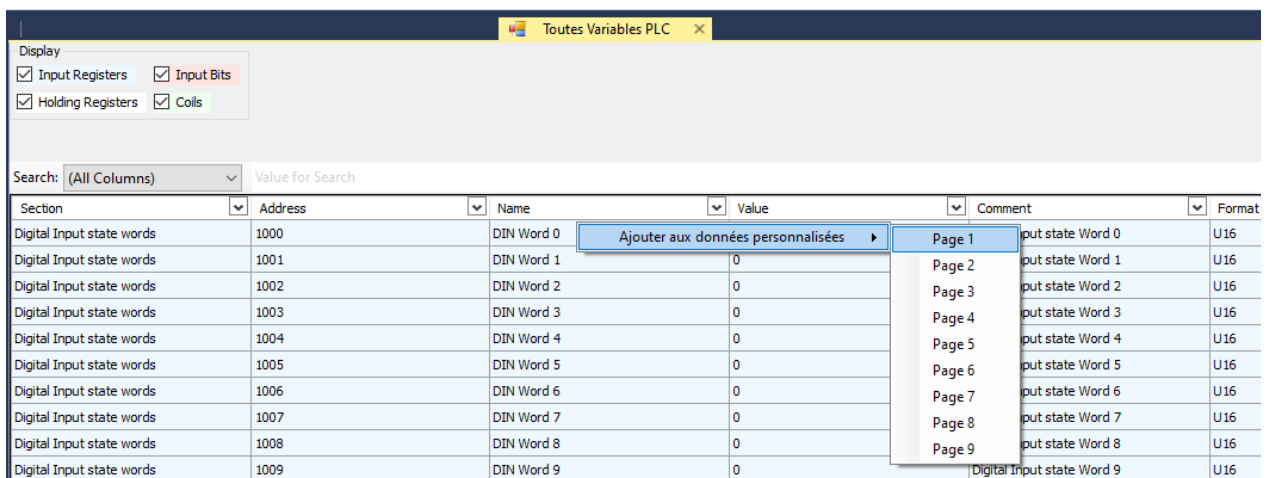 Toutes Variables PLC
Display
Input Registers Input Bits
Holding Registers Coils
Search: (All Columns) Value for Search
Section Address Name Value Comment Format
Digital Input state words 1000 DIN Word 0 Ajouter aux données personnalisées Page 1 put state Word 0 U16
Digital Input state words 1001 DIN Word 1 0 Page 2 put state Word 1 U16
Digital Input state words 1002 DIN Word 2 0 Page 3 put state Word 2 U16
Digital Input state words 1003 DIN Word 3 0 Page 4 put state Word 3 U16
Digital Input state words 1004 DIN Word 4 0 Page 5 put state Word 4 U16
Digital Input state words 1005 DIN Word 5 0 Page 6 put state Word 5 U16
Digital Input state words 1006 DIN Word 6 0 Page 7 put state Word 6 U16
Digital Input state words 1007 DIN Word 7 0 Page 8 put state Word 7 U16
Digital Input state words 1008 DIN Word 8 0 Page 9 put state Word 8 U16
Digital Input state words 1009 DIN Word 9 0 Digital Input state Word 9 U16